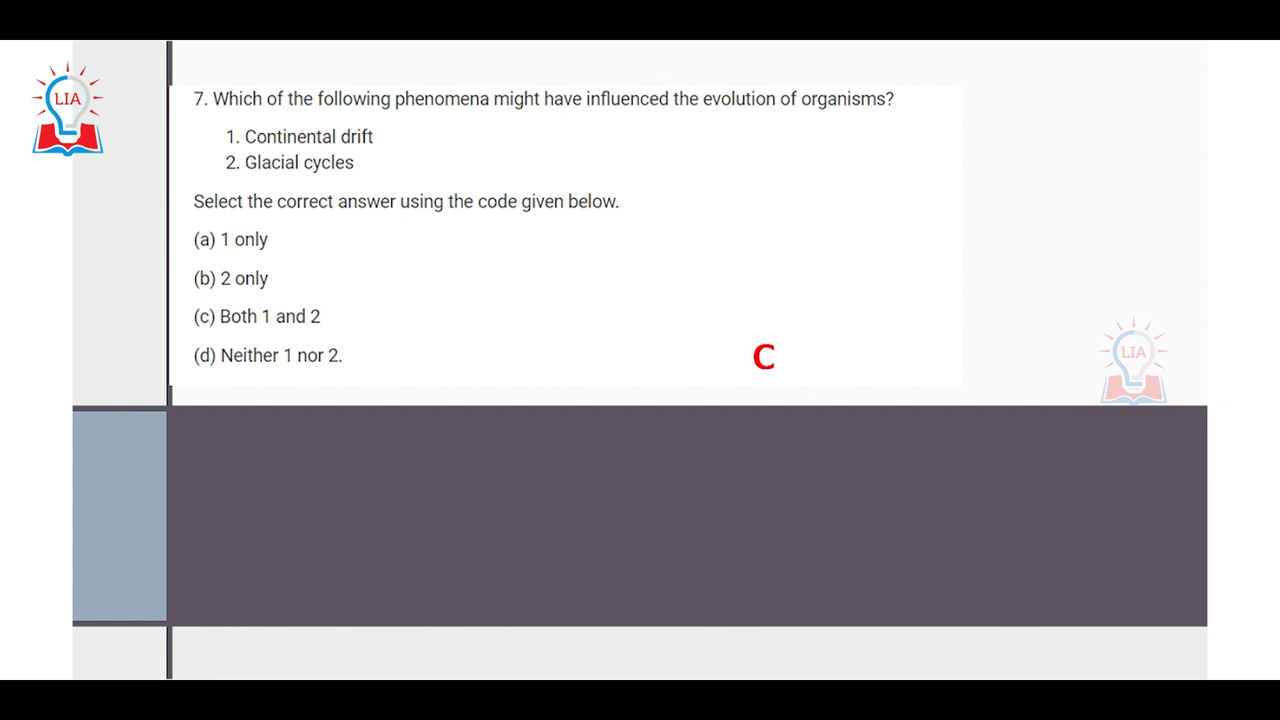 LIA
7. Which of the following phenomena might have influenced the evolution of organisms?
1. Continental drift
2. Glacial cycles
Select the correct answer using the code given below.
(a) 1 only
(b) 2 only
(c) Both 1 and 2
(d) Neither 1 nor 2.
C
LIA